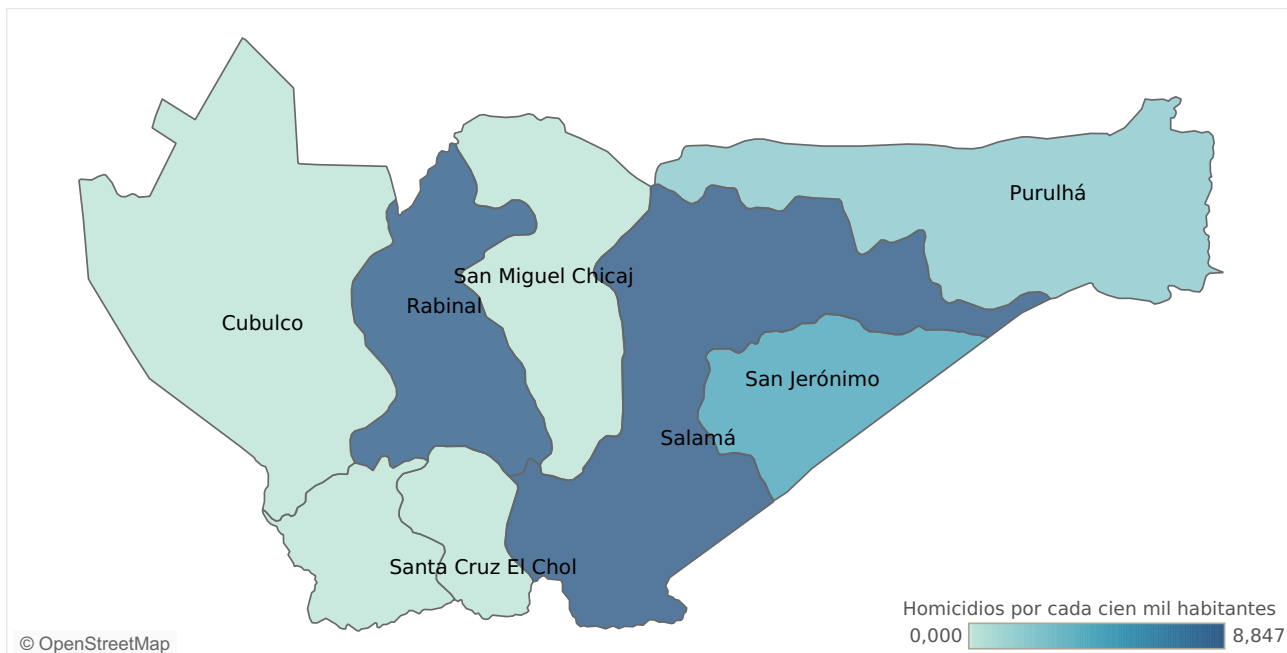 Purulhá
San Miguel Chicaj
Rabinal
Cubulco
San Jerónimo
Salamá
Santa Cruz El Chol
Homicidios por cada cien mil habitantes
0,000 8,847
© OpenStreetMap